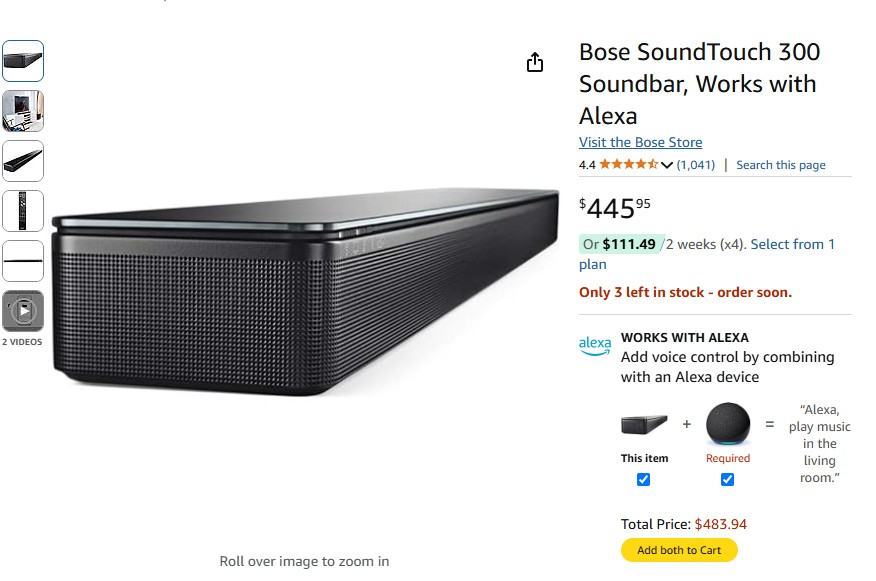 Bose SoundTouch 300
Soundbar, Works with
Alexa
Visit the Bose Store
4.4 (1,041) | Search this page
$445 95
Or $111.49 /2 weeks (x4). Select from 1
plan
Only 3 left in stock - order soon.
alexa
WORKS WITH ALEXA
Add voice control by combining
with an Alexa device
+ =
“Alexa,
play music
in the
living
room.”
This item
Required
Total Price: $483.94
Add both to Cart
2 VIDEOS
Roll over image to zoom in